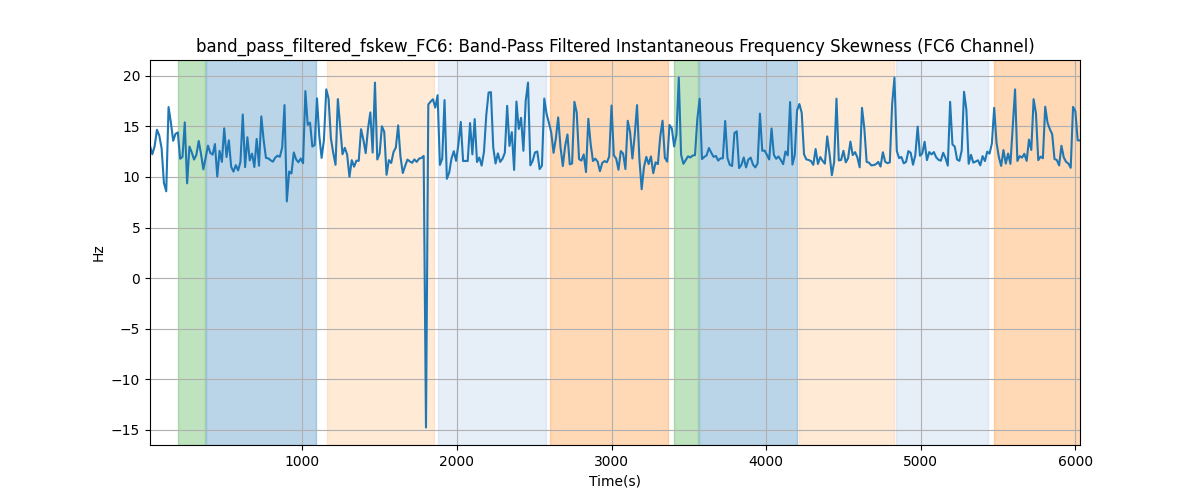 band_pass_filtered_fskew_FC6: Band-Pass Filtered Instantaneous Frequency Skewness (FC6 Channel)
20
15
10
5
0
−5
−10
−15
Hz
1000 2000 3000 4000 5000 6000
Time(s)